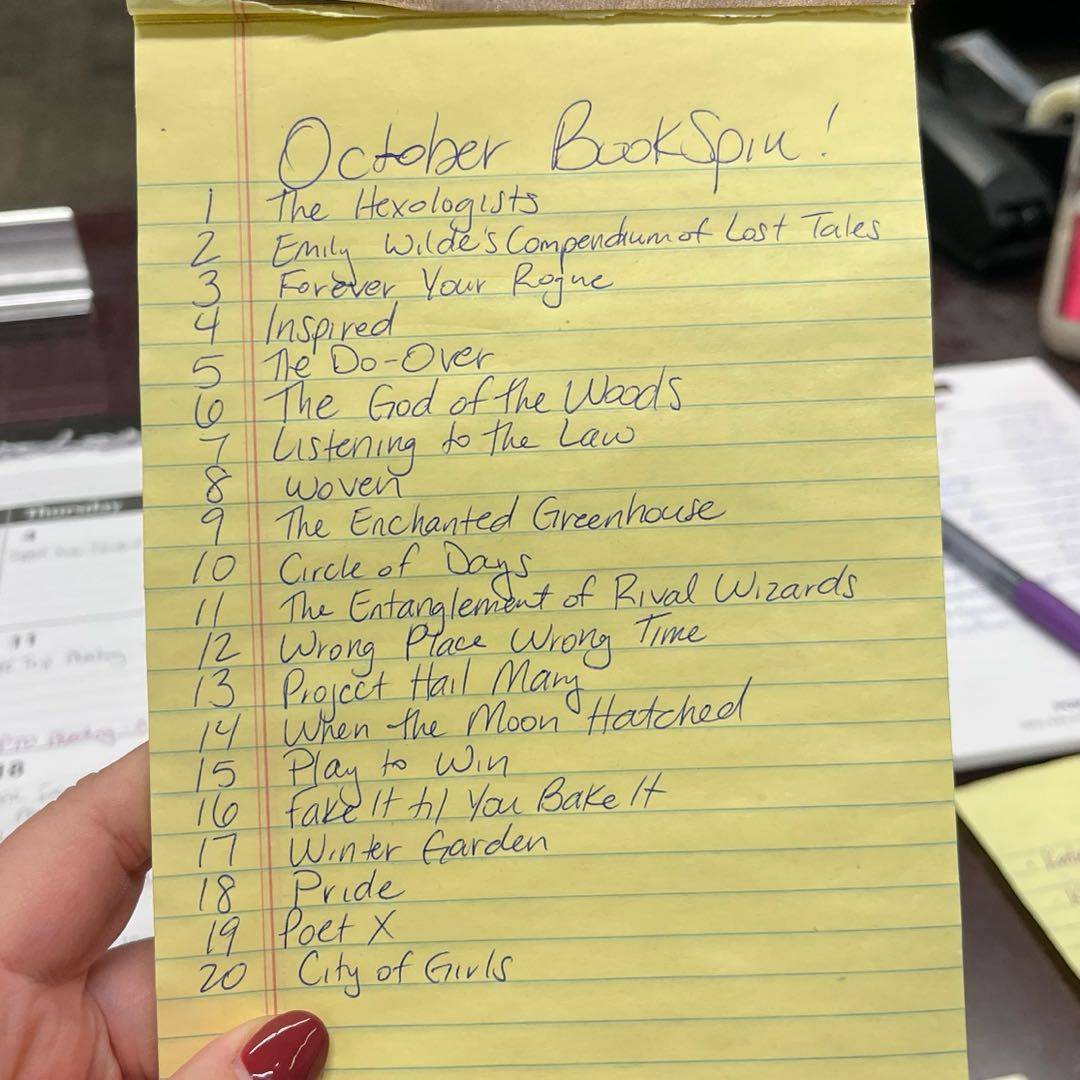 October BookSpin!
1 The Hexologists
2 Emily Wilde's Compendium of Lost Tales
3 Forever Your Rogue
4 Inspired
5 The Do-Over
6 The God of the Woods
7 Listening to the Law
8 Woven
9 The Enchanted Greenhouse
10 Circle of Days
11 The Entanglement of Rival Wizards
12 Wrong Place Wrong Time
13 Project Hail Mary
14 When the Moon Hatched
15 Play to Win
16 Fake It til You Bake It
17 Winter Garden
18 Pride
19 Poet X
20 City of Girls
Thursday
11
18